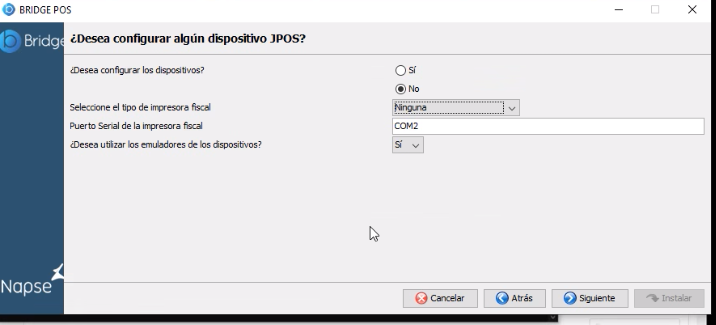 BRIDGE POS
Bridge
¿Desea configurar algún dispositivo JPOS?
¿Desea configurar los dispositivos?
Sí
No
Seleccione el tipo de impresora fiscal
Ninguna
Puerto Serial de la impresora fiscal
COM2
¿Desea utilizar los emuladores de los dispositivos?
Sí
Napse
Cancelar
Atrás
Siguiente
Instalar